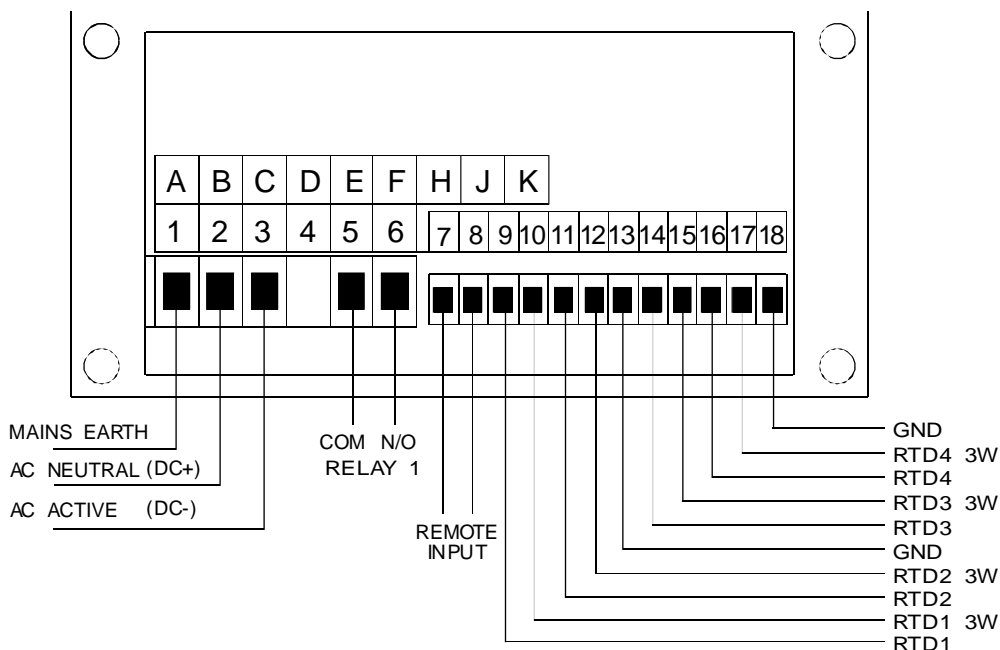 A B C D E F H J K
1 2 3 4 5 6 7 8 9 10 11 12 13 14 15 16 17 18
MAINS EARTH
AC NEUTRAL (DC+)
AC ACTIVE (DC-)
COM N/O
RELAY 1
REMOTE
INPUT
GND
RTD4 3W
RTD4
RTD3 3W
RTD3
GND
RTD2 3W
RTD2
RTD1 3W
RTD1